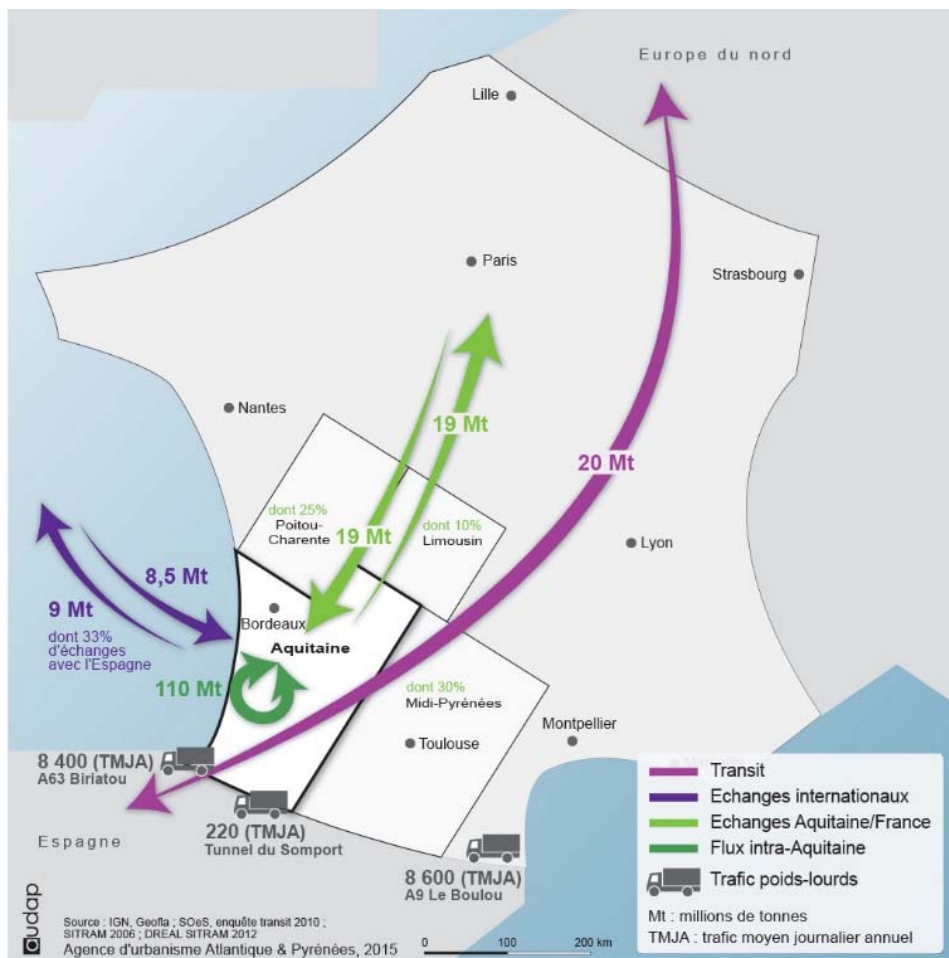 Europe du nord
Lille
Paris
Strasbourg
Nantes
19 Mt
20 Mt
dont 25%
Poitou-
Charente
19 Mt
dont 10%
Limousin
Lyon
8,5 Mt
9 Mt
dont 33%
d'échanges
avec l'Espagne
Bordeaux
Aquitaine
110 Mt
dont 30%
Midi-Pyrénées
Toulouse
Montpellier
8 400 (TMJA)
A63 Biriatou
220 (TMJA)
Tunnel du Somport
Espagne
8 600 (TMJA)
A9 Le Boulou
Transit
Echanges internationaux
Echanges Aquitaine/France
Flux intra-Aquitaine
Trafic poids-lourds
Mt : millions de tonnes
TMJA : trafic moyen journalier annuel
audap
Source : IGN, Geofla ; SOeS, enquête transit 2010 ;
SITRAM 2006 ; DREAL SITRAM 2012
Agence d'urbanisme Atlantique & Pyrénées, 2015
0 100 200 km